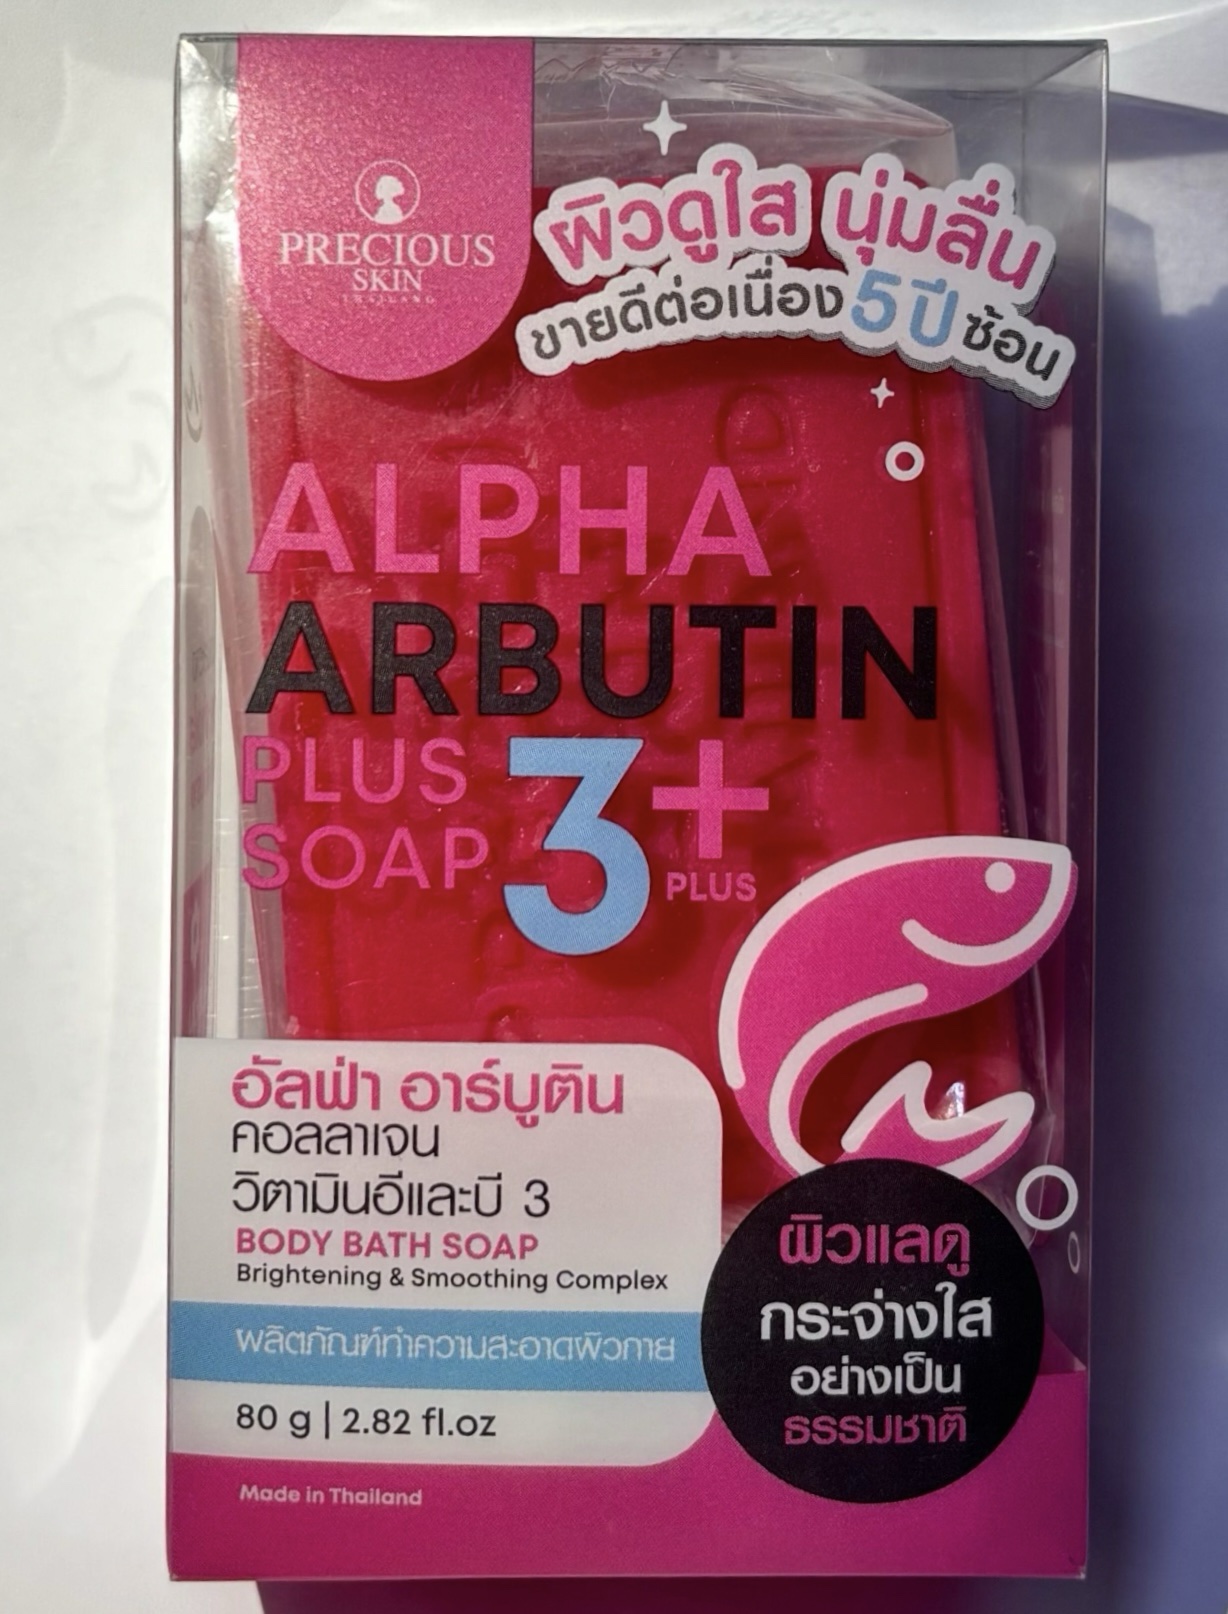 PRECIOUS
SKIN
THAILAND
ผิวดูใส นุ่มลื่น
ขายดีต่อเนื่อง 5 ปี ซ้อน
ALPHA
ARBUTIN
PLUS
SOAP
3+
PLUS
อัลฟ่า อาร์บูติน
คอลลาเจน
วิตามินอีและบี 3
BODY BATH SOAP
Brightening & Smoothing Complex
ผลิตภัณฑ์ทำความสะอาดผิวกาย
80 g | 2.82 fl.oz
Made in Thailand
ผิวแลดู
กระจ่างใส
อย่างเป็น
ธรรมชาติ